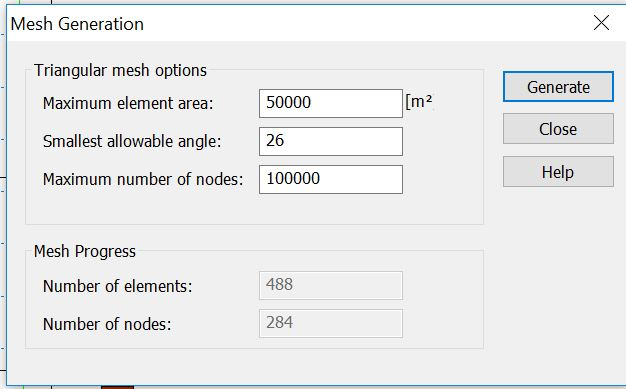 Mesh Generation
Triangular mesh options
Maximum element area: 50000 [m²
Generate
Smallest allowable angle: 26
Close
Maximum number of nodes: 100000
Help
Mesh Progress
Number of elements: 488
Number of nodes: 284